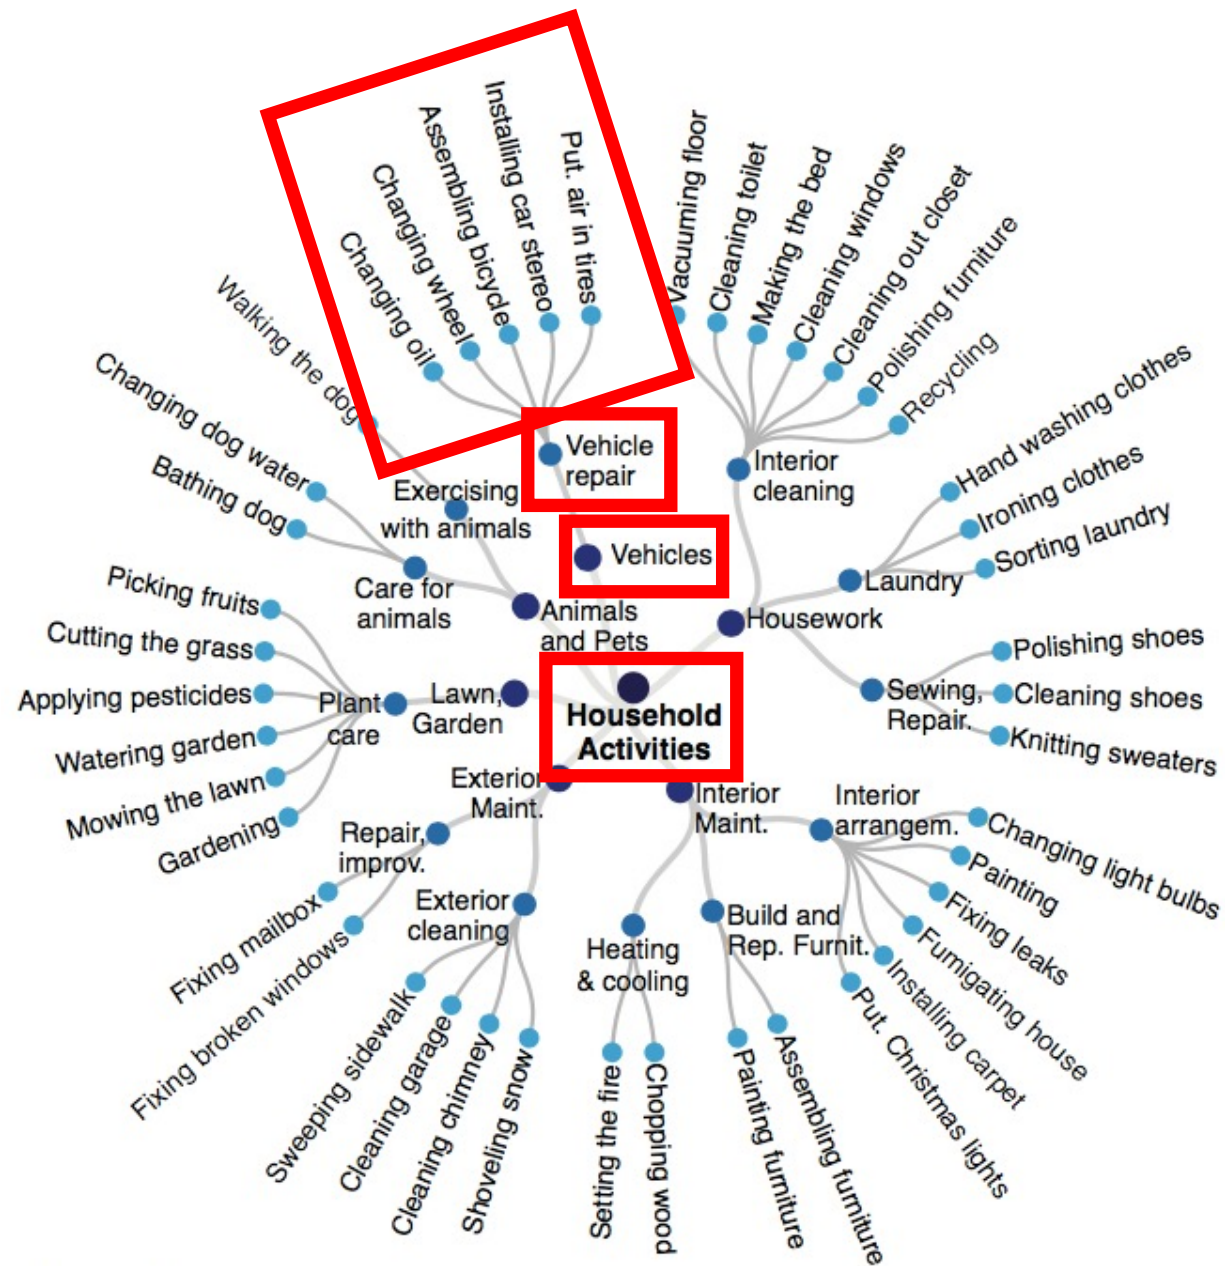 Put. air in tires
Installing car stereo
Assembling bicycle
Changing wheel
Changing oil
Vehicle
repair
Vehicles
Household
Activities
Vacuuming floor
Cleaning toilet
Making the bed
Cleaning windows
Cleaning out closet
Polishing furniture
Recycling
Interior
cleaning
Hand washing clothes
Ironing clothes
Sorting laundry
Laundry
Housework
Polishing shoes
Cleaning shoes
Knitting sweaters
Sewing,
Repair.
Interior
Maint.
Interior
arrangem.
Changing light bulbs
Painting
Fixing leaks
Fumigating house
Installing carpet
Put. Christmas lights
Build and
Rep. Furnit.
Assembling furniture
Painting furniture
Heating
& cooling
Chopping wood
Setting the fire
Exterior
Maint.
Exterior
cleaning
Shoveling snow
Cleaning chimney
Cleaning garage
Sweeping sidewalk
Repair,
improv.
Fixing broken windows
Fixing mailbox
Lawn,
Garden
Plant
care
Gardening
Mowing the lawn
Watering garden
Applying pesticides
Cutting the grass
Picking fruits
Animals
and Pets
Care for
animals
Bathing dog
Changing dog water
Exercising
with animals
Walking the dog